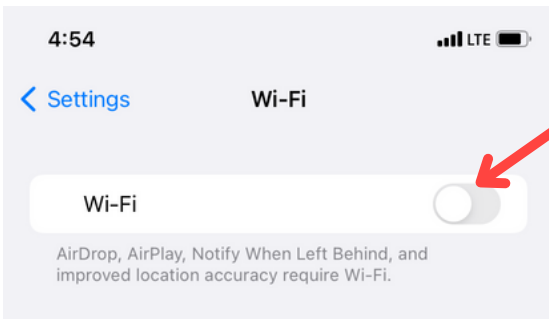 4:54 LTE
Settings Wi-Fi
Wi-Fi
AirDrop, AirPlay, Notify When Left Behind, and
improved location accuracy require Wi-Fi.